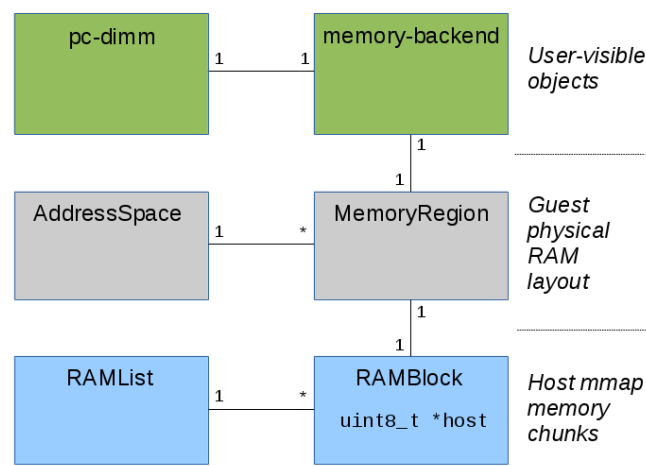 pc-dimm
1
1
memory-backend
User-visible
objects
1
1
AddressSpace
1
*
MemoryRegion
Guest
physical
RAM
layout
1
1
RAMList
1
*
RAMBlock
uint8_t *host
Host mmap
memory
chunks